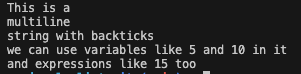 This is a
multiline
string with backticks
we can use variables like 5 and 10 in it
and expressions like 15 too